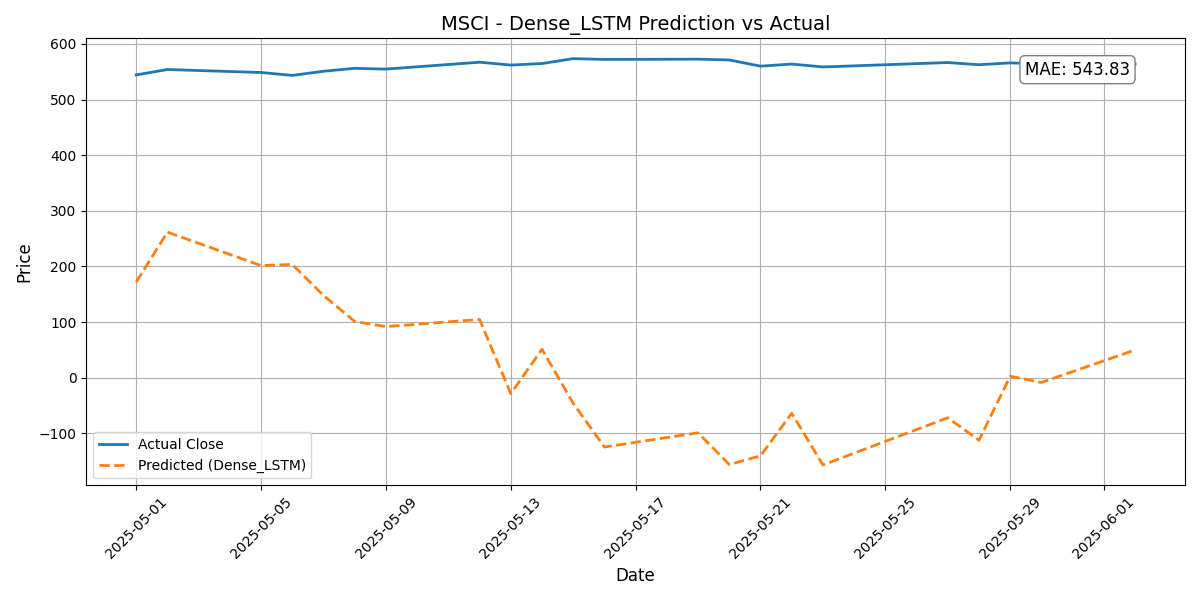 MSCI - Dense_LSTM Prediction vs Actual
600
500
400
300
200
100
0
−100
Price
MAE: 543.83
Actual Close
Predicted (Dense_LSTM)
2025-05-01
2025-05-05
2025-05-09
2025-05-13
2025-05-17
2025-05-21
2025-05-25
2025-05-29
2025-06-01
Date